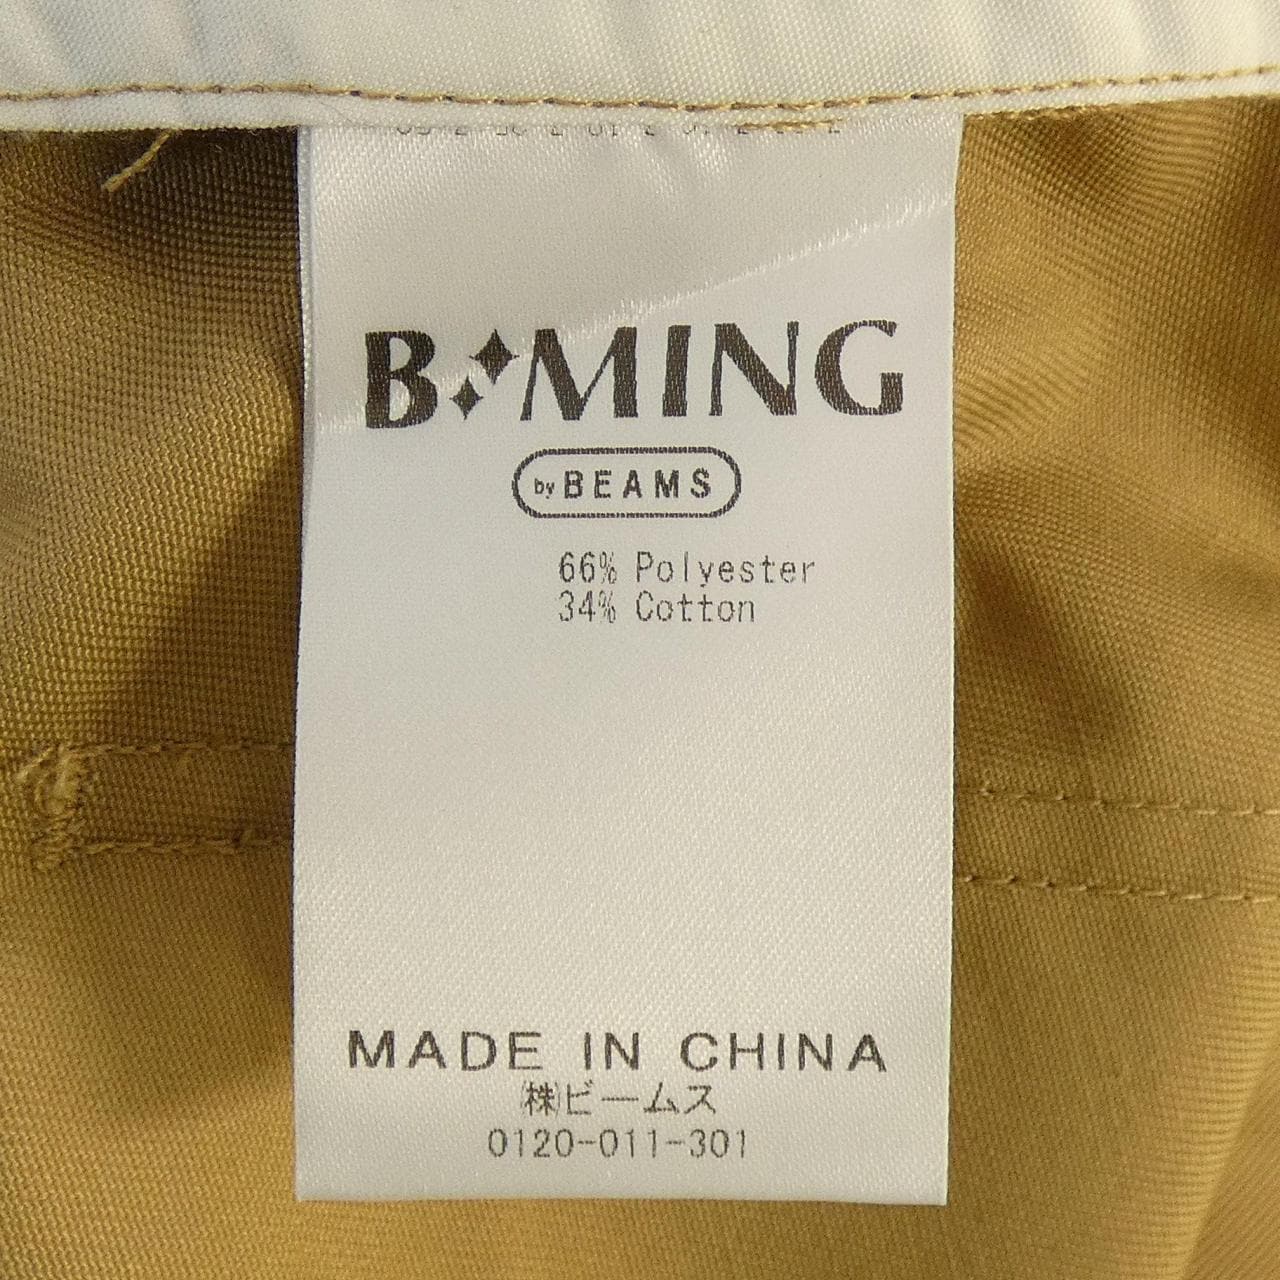 B MING
by BEAMS
66% Polyester
34% Cotton
MADE IN CHINA
㈱ビームス
0120-011-301